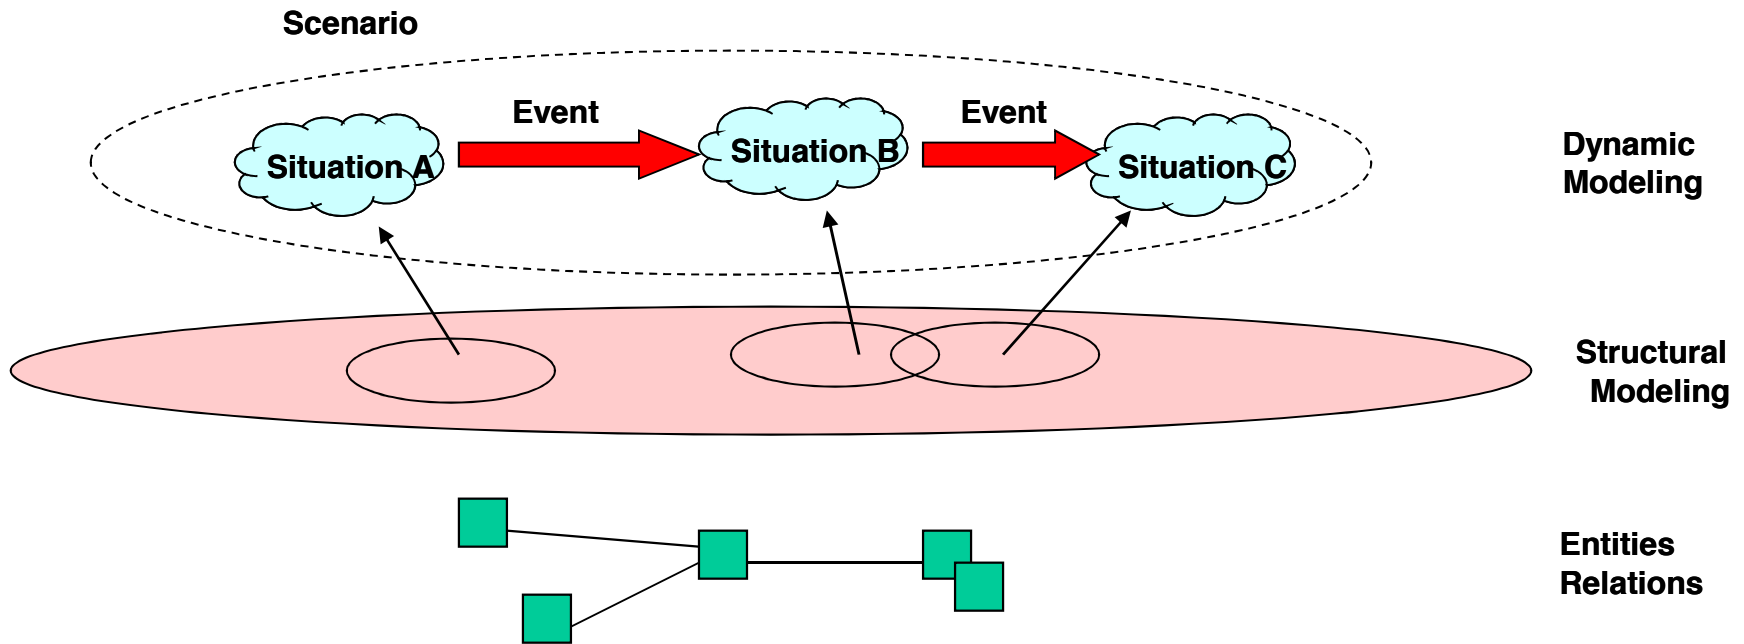 Scenario
Event
Event
Situation A
Situation B
Situation C
Dynamic
Modeling
Structural
Modeling
Entities
Relations